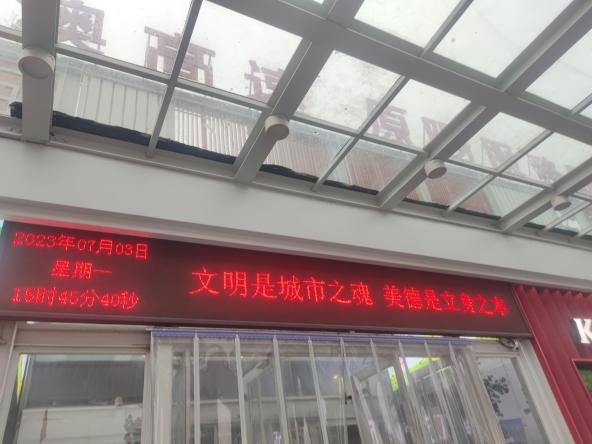 2023年07月03日
星期一
15时45分40秒
文明是城市之魂 美德是立身之本
K